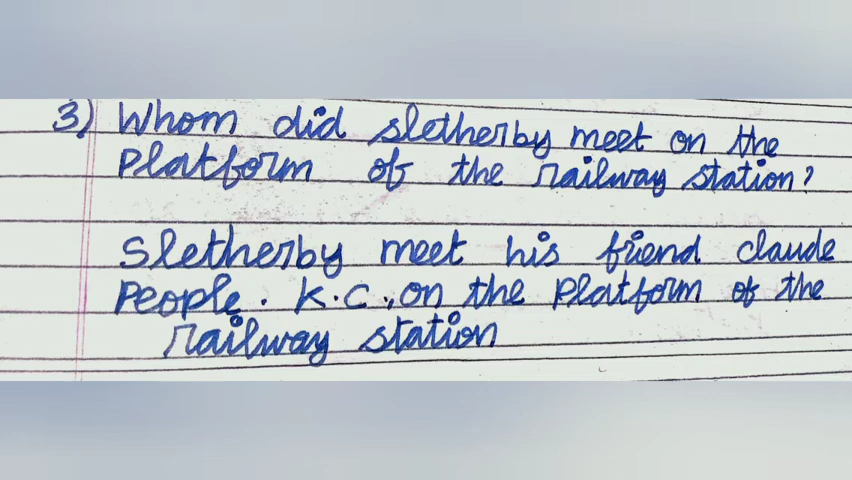 3) Whom did sletherby meet on the
Platform of the railway station?
Sletherby meet his friend claude
People. K.C., on the Platform of the
railway station